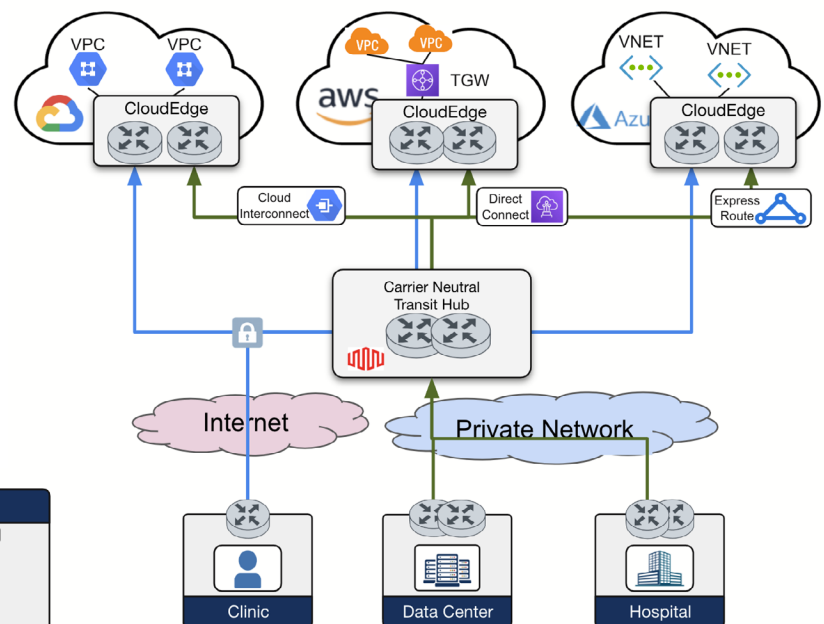 VPC
VPC
CloudEdge
VPC
VPC
TGW
aws
CloudEdge
VNET
VNET
CloudEdge
Azu
Cloud
Interconnect
Direct
Connect
Express
Route
Carrier Neutral
Transit Hub
Internet
Private Network
Clinic
Data Center
Hospital